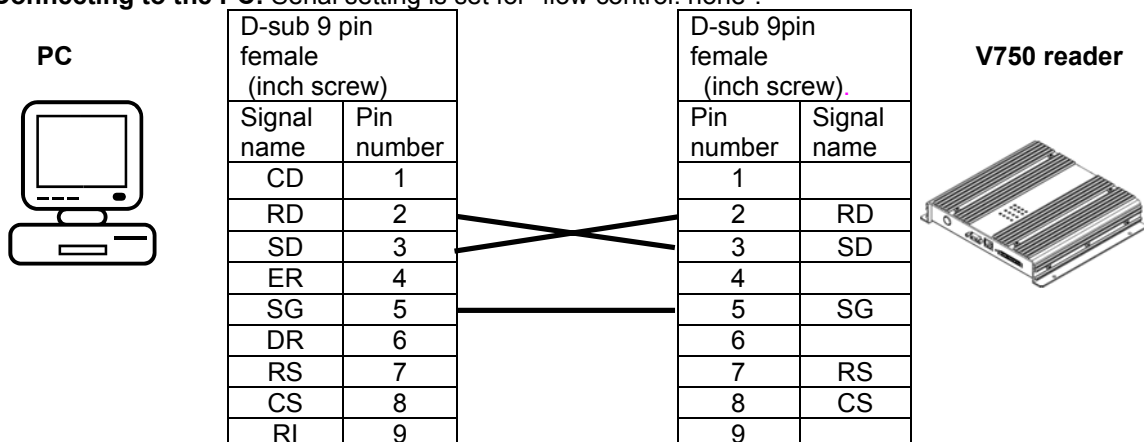 Connecting to the PC: Serial setting is set for "flow control: none".
PC
D-sub 9 pin
female
(inch screw)
D-sub 9pin
female
(inch screw).
V750 reader
Signal name Pin number Pin number Signal name
CD 1 1
RD 2 2 RD
SD 3 3 SD
ER 4 4
SG 5 5 SG
DR 6 6
RS 7 7 RS
CS 8 8 CS
RI 9 9